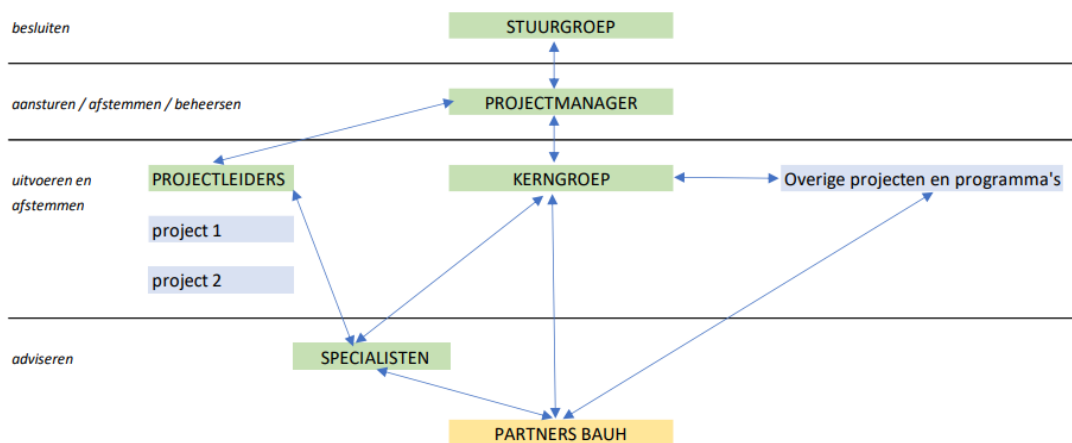 besluiten
STUURGROEP
aansturen / afstemmen / beheersen
PROJECTMANAGER
uitvoeren en
afstemmen
PROJECTLEIDERS
KERNGROEP
Overige projecten en programma's
project 1
project 2
adviseren
SPECIALISTEN
PARTNERS BAUH